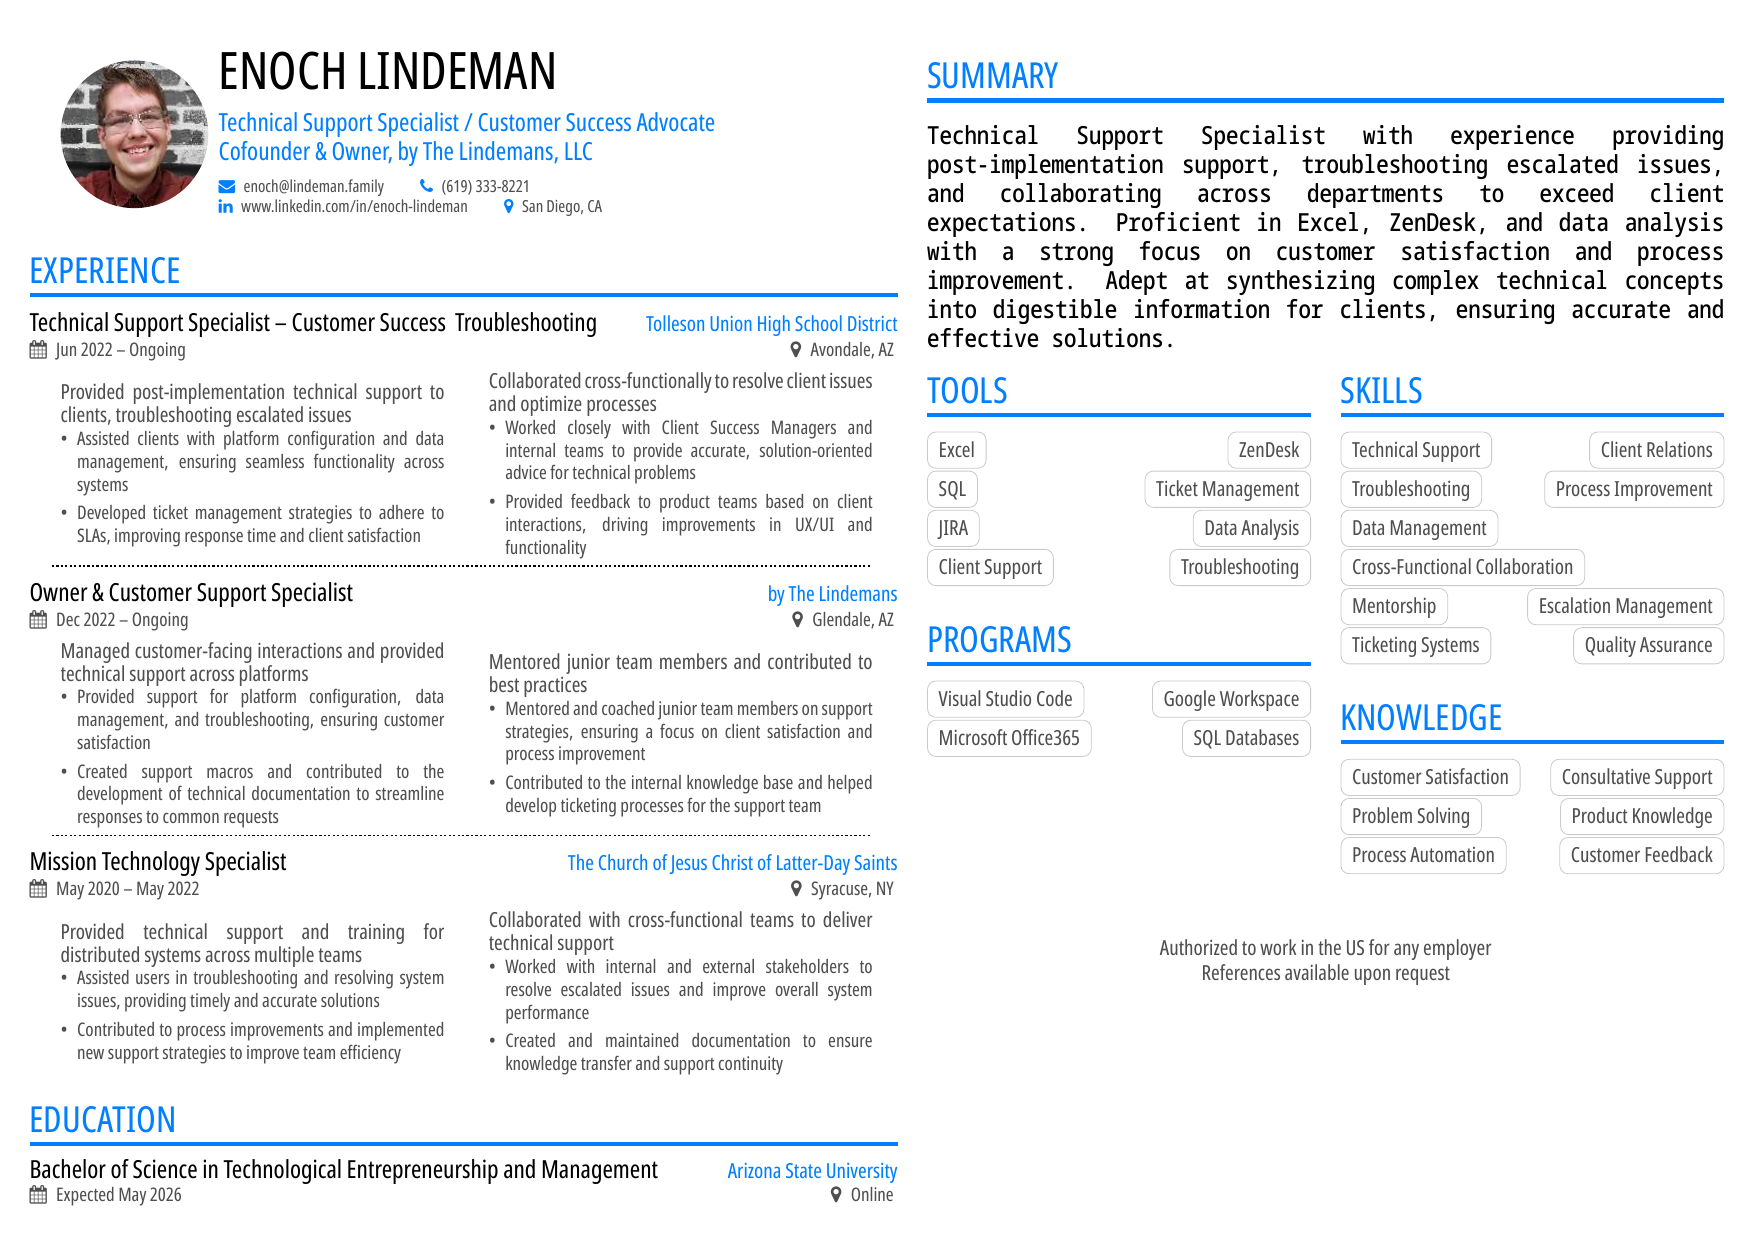 ENOCH LINDEMAN
Technical Support Specialist / Customer Success Advocate
Cofounder & Owner, by The Lindemans, LLC
enoch@lindeman.family (619) 333-8221
www.linkedin.com/in/enoch-lindeman San Diego, CA
EXPERIENCE
Technical Support Specialist – Customer Success Troubleshooting Tolleson Union High School District
Jun 2022 – Ongoing Avondale, AZ
Provided post-implementation technical support to
clients, troubleshooting escalated issues
• Assisted clients with platform configuration and data
management, ensuring seamless functionality across
systems
• Developed ticket management strategies to adhere to
SLAs, improving response time and client satisfaction
Collaborated cross-functionally to resolve client issues
and optimize processes
• Worked closely with Client Success Managers and
internal teams to provide accurate, solution-oriented
advice for technical problems
• Provided feedback to product teams based on client
interactions, driving improvements in UX/UI and
functionality
Owner & Customer Support Specialist by The Lindemans
Dec 2022 – Ongoing Glendale, AZ
Managed customer-facing interactions and provided
technical support across platforms
• Provided support for platform configuration, data
management, and troubleshooting, ensuring customer
satisfaction
• Created support macros and contributed to the
development of technical documentation to streamline
responses to common requests
Mentored junior team members and contributed to
best practices
• Mentored and coached junior team members on support
strategies, ensuring a focus on client satisfaction and
process improvement
• Contributed to the internal knowledge base and helped
develop ticketing processes for the support team
Mission Technology Specialist The Church of Jesus Christ of Latter-Day Saints
May 2020 – May 2022 Syracuse, NY
Provided technical support and training for
distributed systems across multiple teams
• Assisted users in troubleshooting and resolving system
issues, providing timely and accurate solutions
• Contributed to process improvements and implemented
new support strategies to improve team efficiency
Collaborated with cross-functional teams to deliver
technical support
• Worked with internal and external stakeholders to
resolve escalated issues and improve overall system
performance
• Created and maintained documentation to ensure
knowledge transfer and support continuity
EDUCATION
Bachelor of Science in Technological Entrepreneurship and Management Arizona State University
Expected May 2026 Online
SUMMARY
Technical Support Specialist with experience providing
post-implementation support, troubleshooting escalated issues,
and collaborating across departments to exceed client
expectations. Proficient in Excel, ZenDesk, and data analysis
with a strong focus on customer satisfaction and process
improvement. Adept at synthesizing complex technical concepts
into digestible information for clients, ensuring accurate and
effective solutions.
TOOLS
Excel ZenDesk
SQL Ticket Management
JIRA Data Analysis
Client Support Troubleshooting
PROGRAMS
Visual Studio Code Google Workspace
Microsoft Office365 SQL Databases
SKILLS
Technical Support Client Relations
Troubleshooting Process Improvement
Data Management
Cross-Functional Collaboration
Mentorship Escalation Management
Ticketing Systems Quality Assurance
KNOWLEDGE
Customer Satisfaction Consultative Support
Problem Solving Product Knowledge
Process Automation Customer Feedback
Authorized to work in the US for any employer
References available upon request